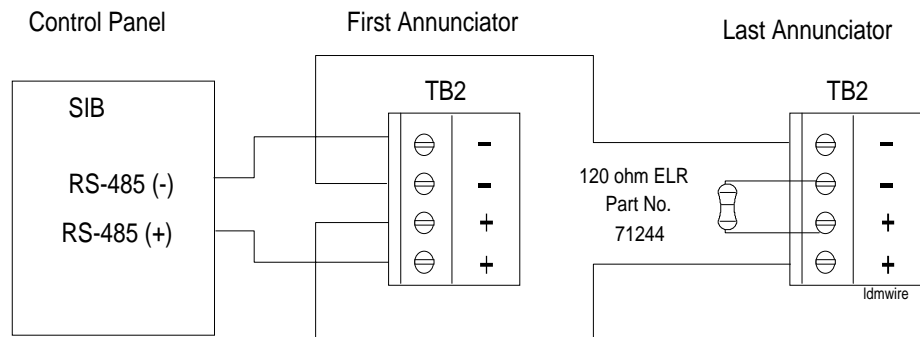 Control Panel
First Annunciator
Last Annunciator
SIB
RS-485 (-)
RS-485 (+)
TB2
-
-
+
+
120 ohm ELR
Part No.
71244
TB2
-
-
+
+
ldmwire